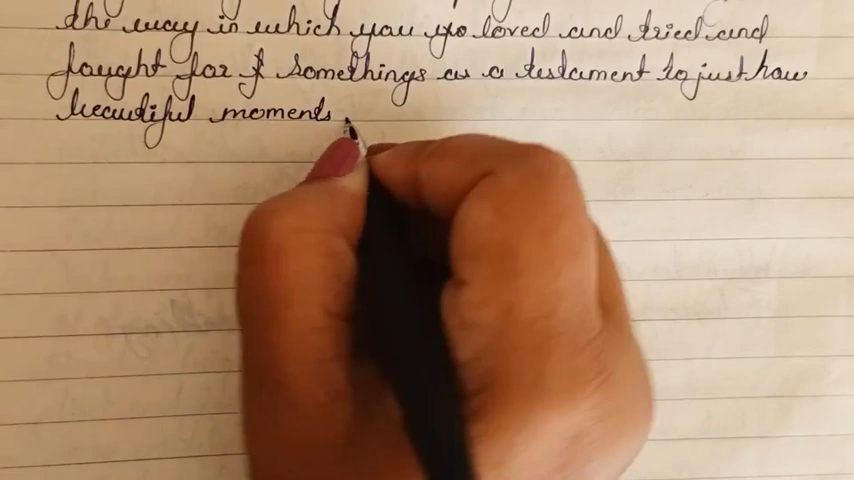 the way in which you yo loved and tried and
fought for f somethings as a testament to just how
beautiful moments